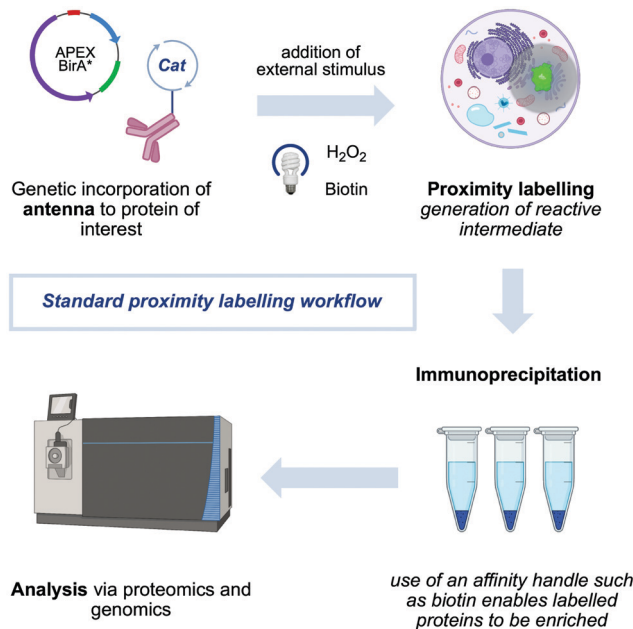 APEX
BirA*
Cat
addition of
external stimulus
H₂O₂
Biotin
Genetic incorporation of
antenna to protein of
interest
Proximity labelling
generation of reactive
intermediate
Standard proximity labelling workflow
Immunoprecipitation
Analysis via proteomics and
genomics
use of an affinity handle such
as biotin enables labelled
proteins to be enriched